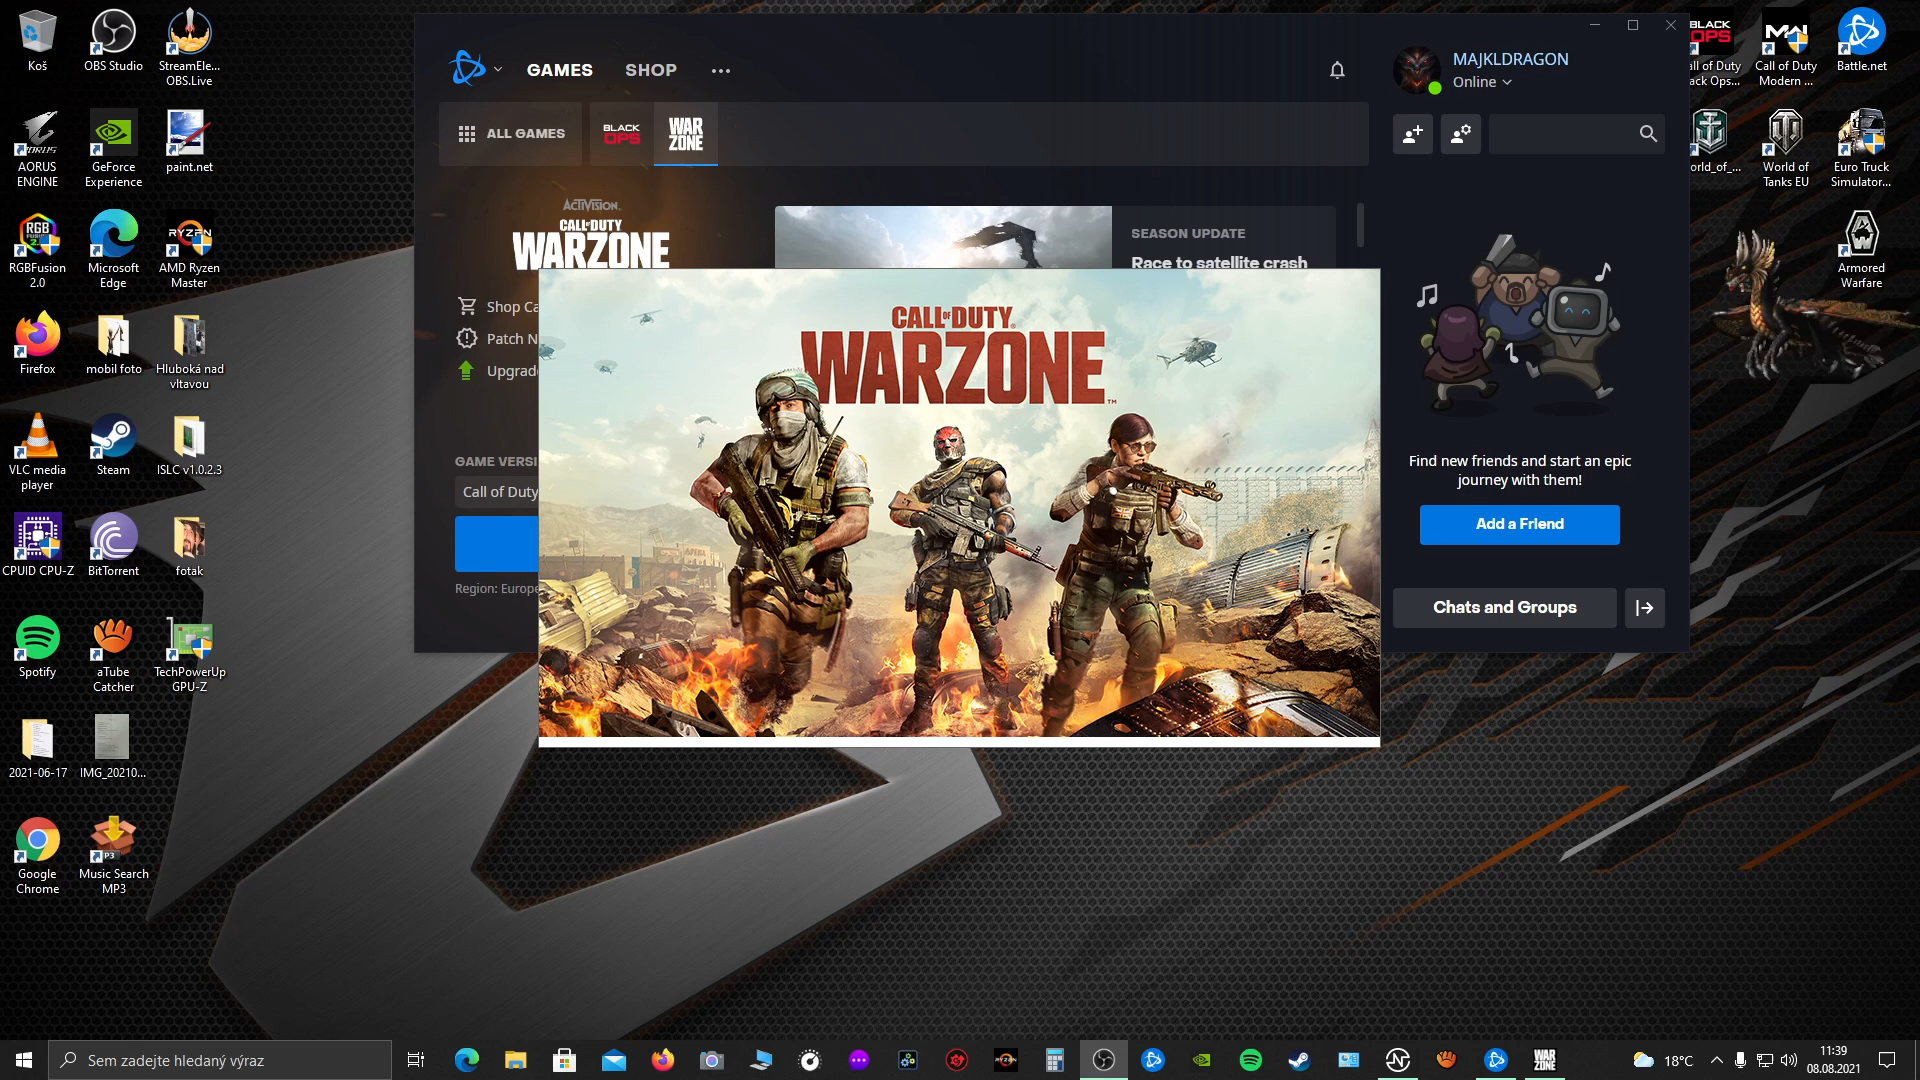 Koš
OBS Studio
StreamEle...
OBS.Live
AORUS
ENGINE
GeForce
Experience
paint.net
RGBFusion
2.0
Microsoft
Edge
AMD Ryzen
Master
Firefox
mobil foto
Hluboká nad
vltavou
VLC media
player
Steam
ISLC v1.0.2.3
CPUID CPU-Z
BitTorrent
fotak
Spotify
aTube
Catcher
TechPowerUp
GPU-Z
2021-06-17
IMG_20210...
Google
Chrome
Music Search
MP3
GAMES
SHOP
ALL GAMES
BLACK
OPS
WAR
ZONE
ACTIVISION
CALL OF DUTY
WARZONE
Shop Ca
Patch N
Upgrade
GAME VERSI
Call of Duty
Region: Europe
SEASON UPDATE
Race to satellite crash
CALL OF DUTY®
WARZONE™
MAJKLDRAGON
Online
Find new friends and start an epic
journey with them!
Add a Friend
Chats and Groups
BLACK
OPS
all of Duty
ack Ops...
Call of Duty
Modern ...
Battle.net
orld_of_...
World of
Tanks EU
Euro Truck
Simulator...
Armored
Warfare
Sem zadejte hledaný výraz
RYZEN
WAR
ZONE
18°C
11:39
08.08.2021